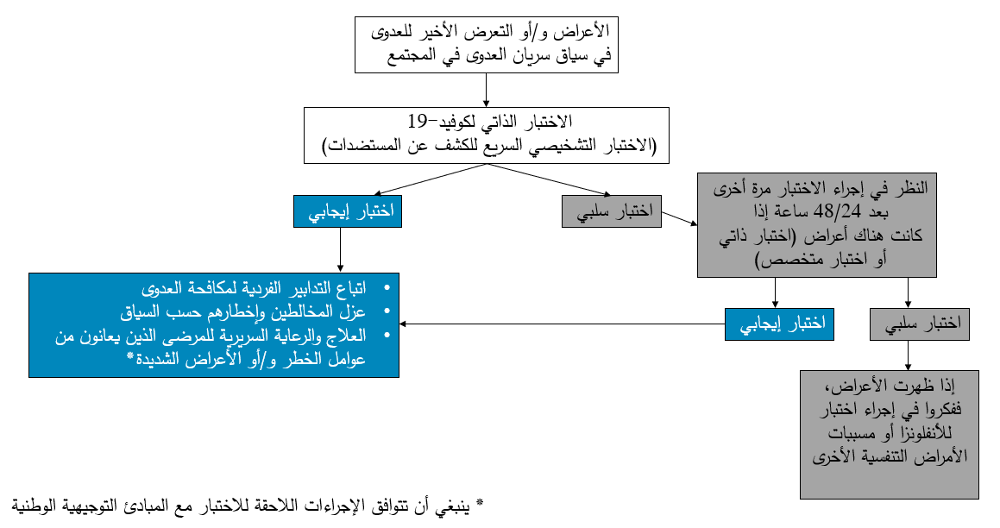 الأعراض و/أو التعرض الأخير للعدوى
في سياق سريان العدوى في المجتمع
الاختبار الذاتي لكوفيد-19
(الاختبار التشخيصي السريع للكشف عن المستضدات)
اختبار إيجابي
اختبار سلبي
النظر في إجراء الاختبار مرة أخرى
بعد 48/24 ساعة إذا
كانت هناك أعراض (اختبار ذاتي
أو اختبار متخصص)
• اتباع التدابير الفردية لمكافحة العدوى
• عزل المخالطين وإخطارهم حسب السياق
• العلاج والرعاية السريرية للمرضى الذين يعانون من
عوامل الخطر و/أو الأعراض الشديدة*
اختبار إيجابي
اختبار سلبي
إذا ظهرت الأعراض،
ففكروا في إجراء اختبار
للأنفلونزا أو مسببات
الأمراض التنفسية الأخرى
* ينبغي أن تتوافق الإجراءات اللاحقة للاختبار مع المبادئ التوجيهية الوطنية